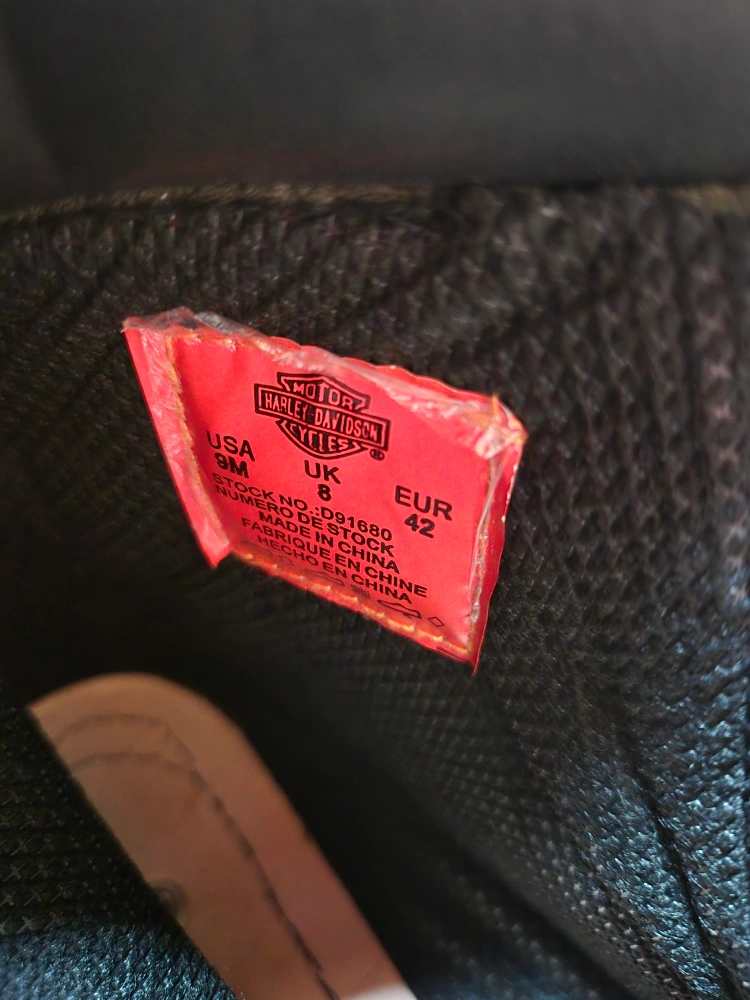 MOTOR
HARLEY-DAVIDSON
CYCLES
®
USA UK EUR
9M 8 42
STOCK NO.:D91680
NUMERO DE STOCK
MADE IN CHINA
FABRIQUE EN CHINE
HECHO EN CHINA